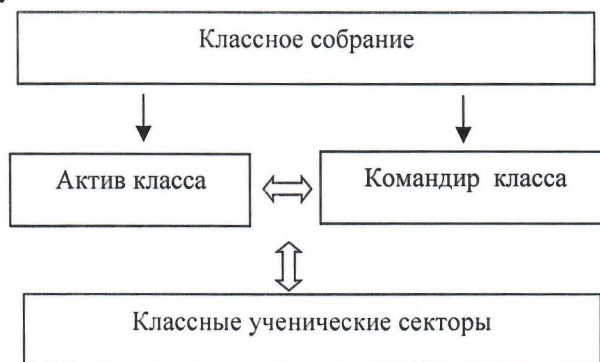 Классное собрание
Актив класса
Командир класса
Классные ученические секторы